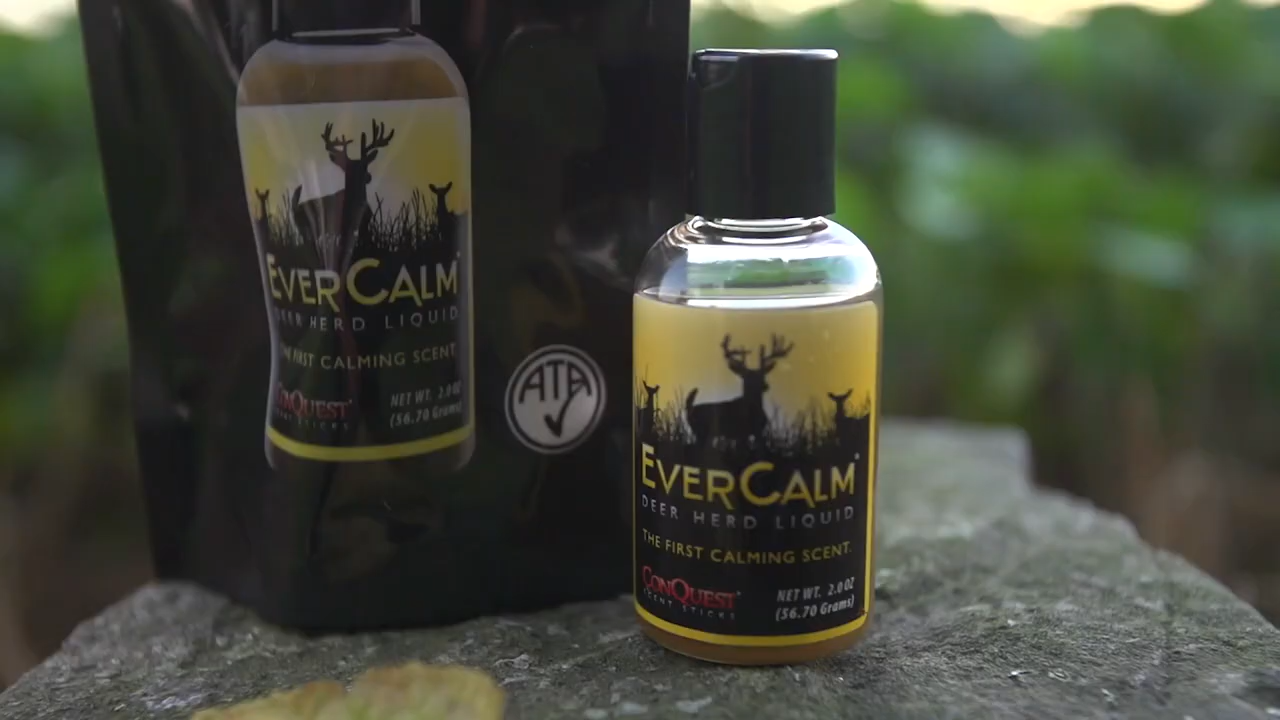 EVERCALM
DEER HERD LIQUID
FIRST CALMING SCENT
CONQUEST
NET WT. 2.0 OZ
(56.70 Grams)
ATA
EVERCALM
DEER HERD LIQUID
THE FIRST CALMING SCENT.
CONQUEST
SCENT STICKS
NET WT. 2.0 OZ
(56.70 Grams)